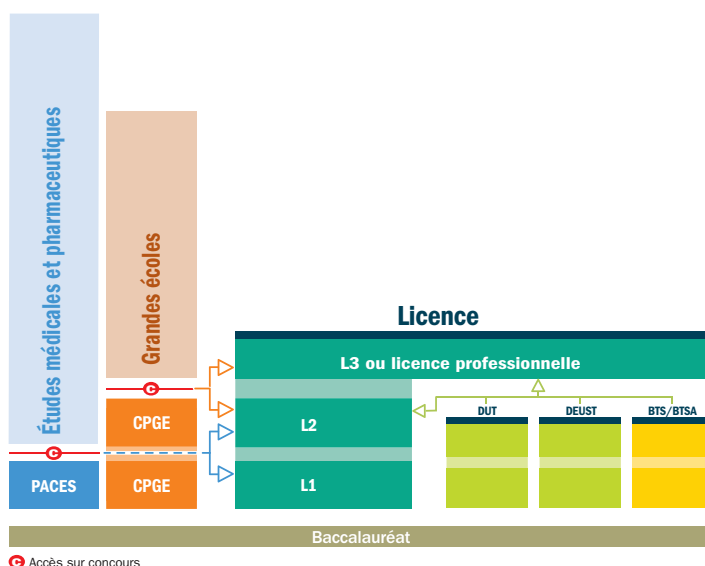 Études médicales et pharmaceutiques
Grandes écoles
Licence
L3 ou licence professionnelle
C
DUT
DEUST
BTS/BTSA
CPGE
L2
C
PACES
CPGE
L1
Baccalauréat
C Accès sur concours